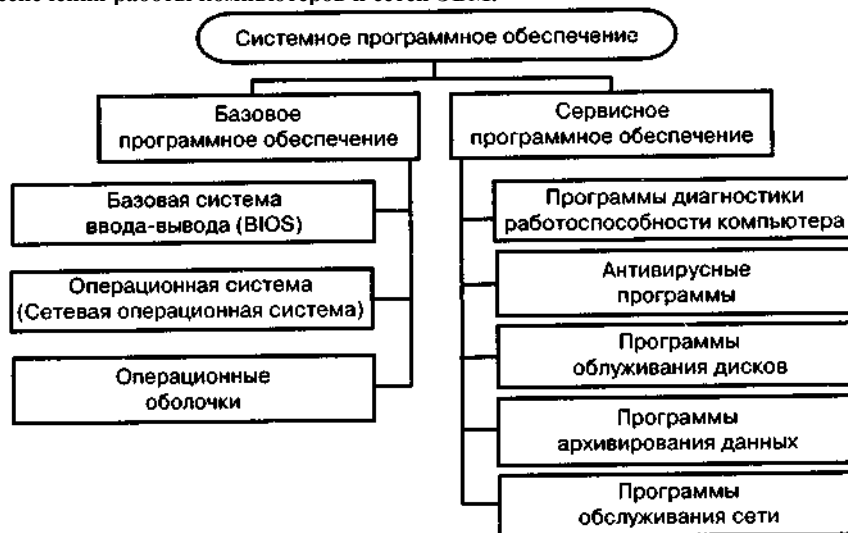 Системное программное обеспечение
Базовое
программное обеспечение
Сервисное
программное обеспечение
Базовая система
ввода-вывода (BIOS)
Операционная система
(Сетевая операционная система)
Операционные
оболочки
Программы диагностики
работоспособности компьютера
Антивирусные
программы
Программы
облуживания дисков
Программы
архивирования данных
Программы
обслуживания сети